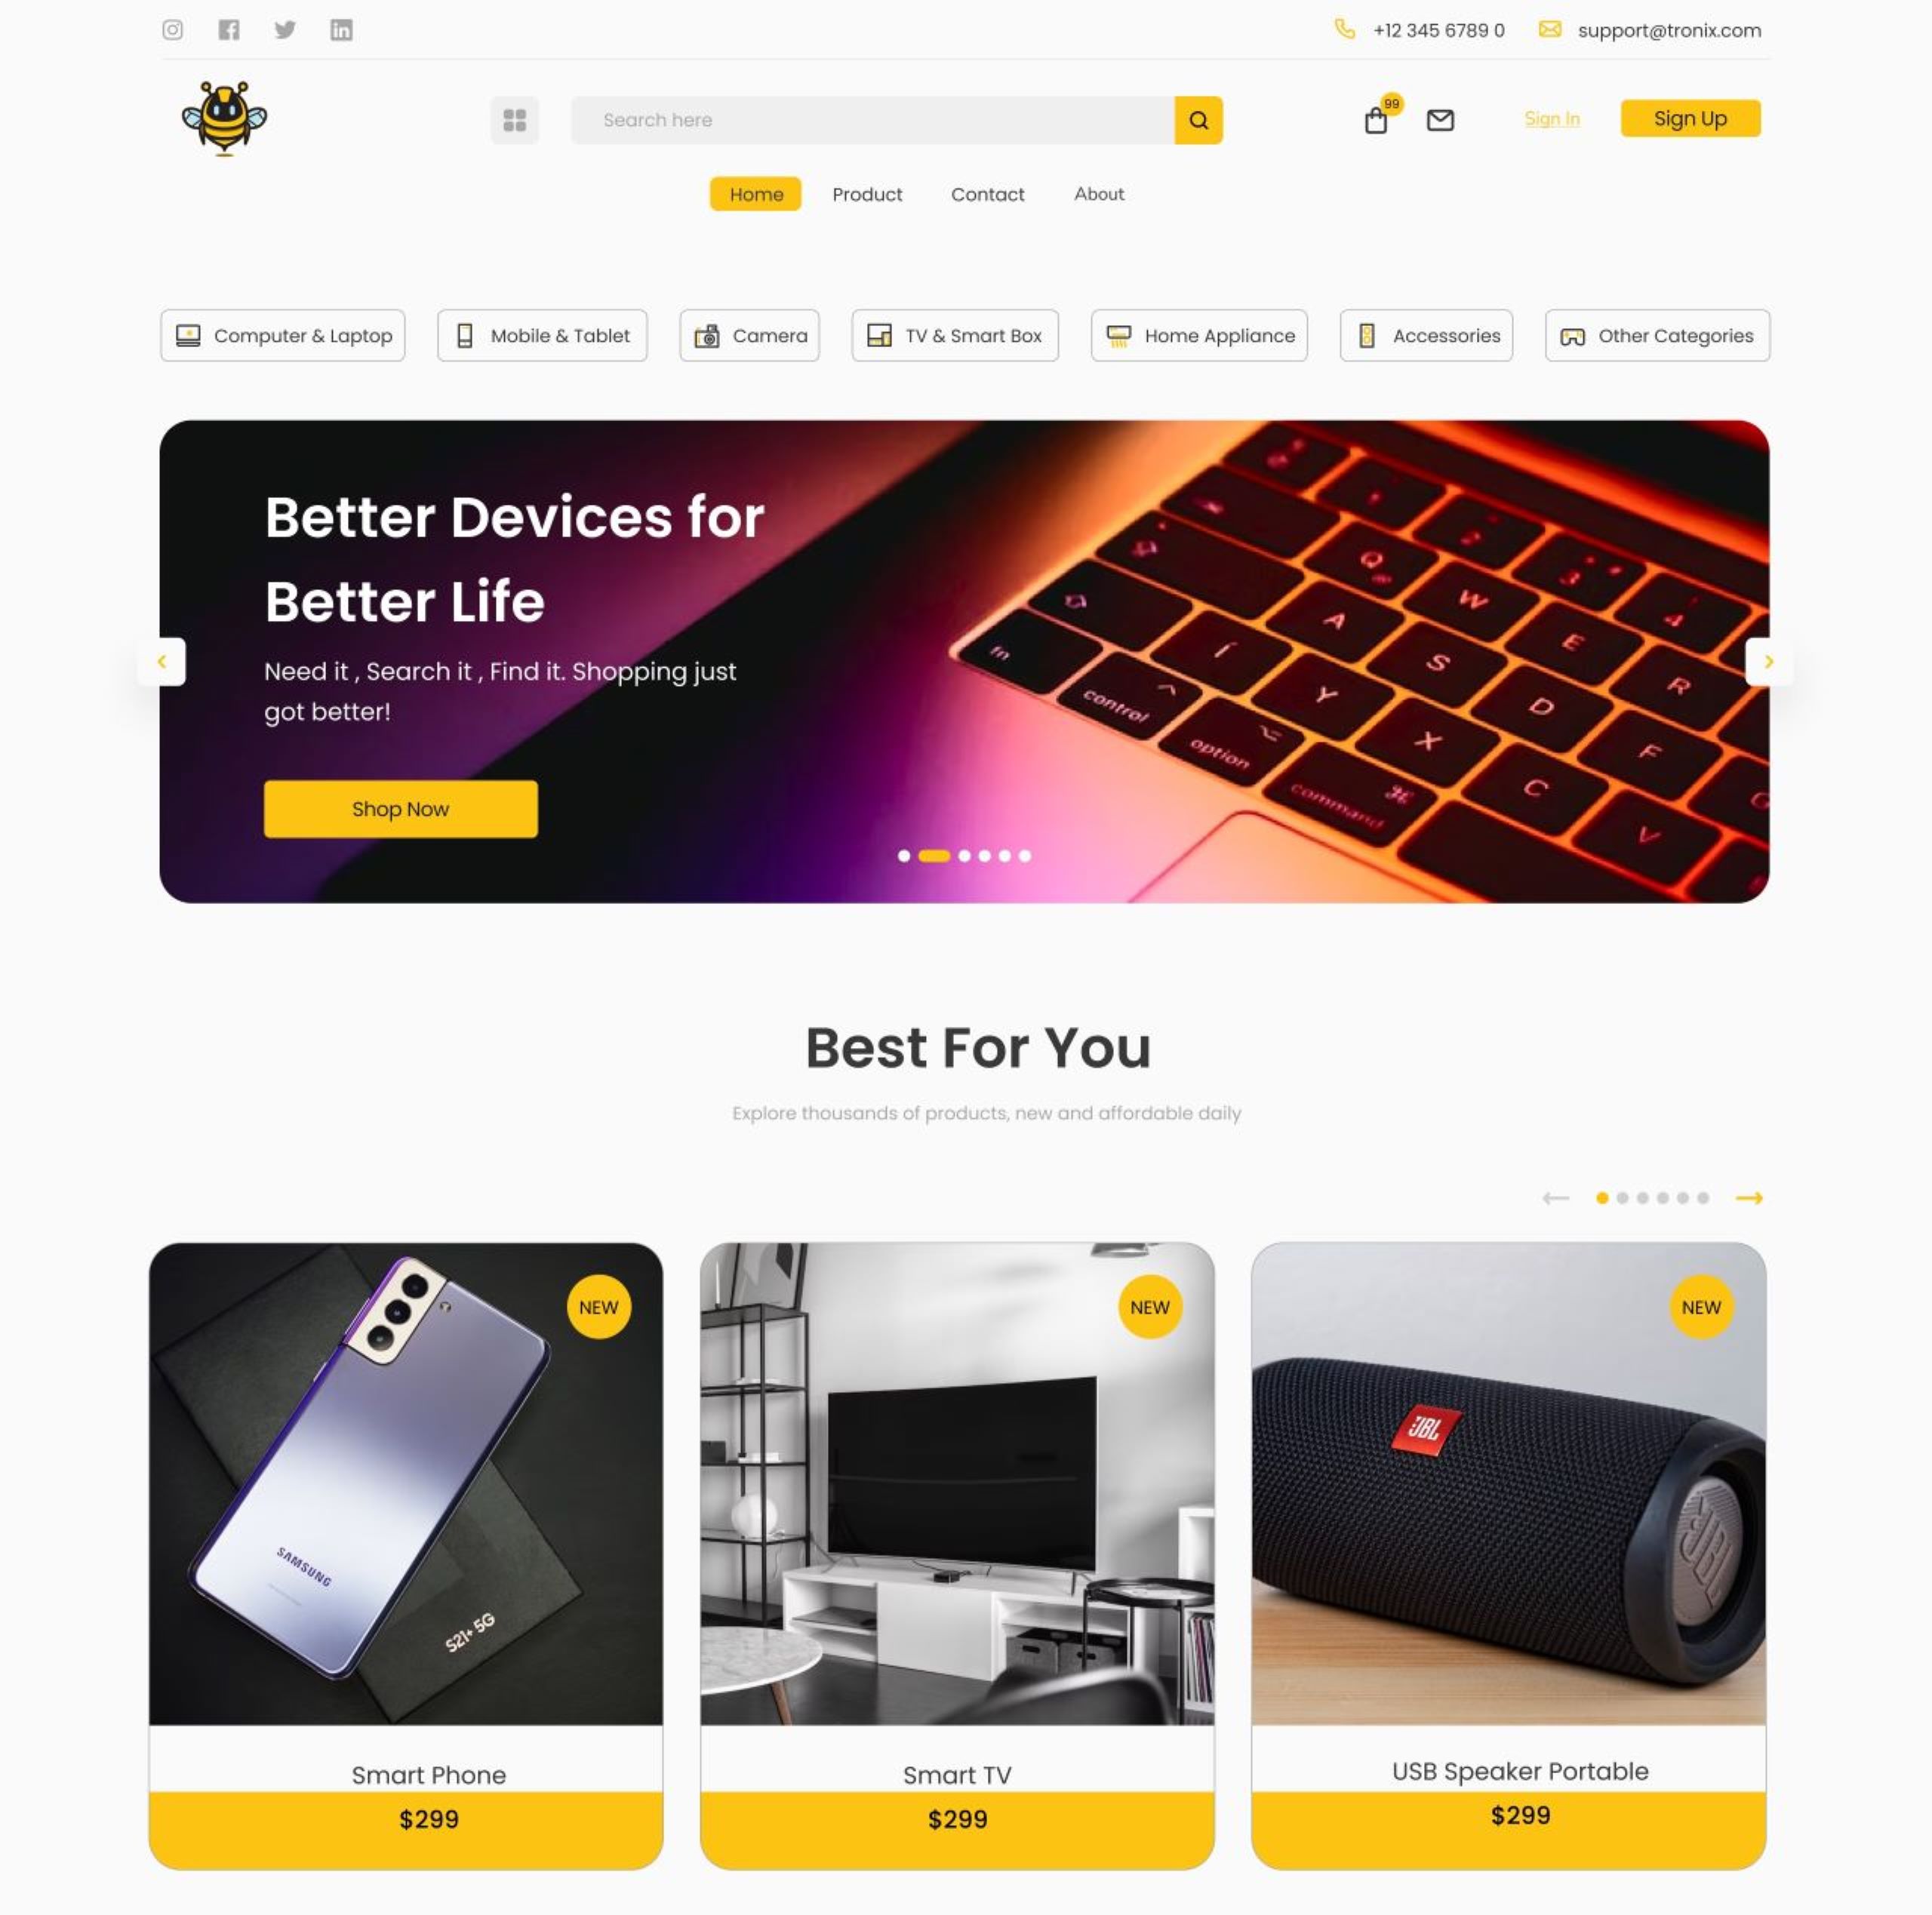 +12 345 6789 0
support@tronix.com
Search here
99
Sign In
Sign Up
Home
Product
Contact
About
Computer & Laptop
Mobile & Tablet
Camera
TV & Smart Box
Home Appliance
Accessories
Other Categories
Better Devices for
Better Life
Need it , Search it , Find it. Shopping just
got better!
Shop Now
Q
W
E
R
A
S
D
F
fn
Y
X
C
V
control
option
command
Best For You
Explore thousands of products, new and affordable daily
NEW
SAMSUNG
S21+ 5G
Smart Phone
$299
NEW
Smart TV
$299
NEW
JBL
USB Speaker Portable
$299